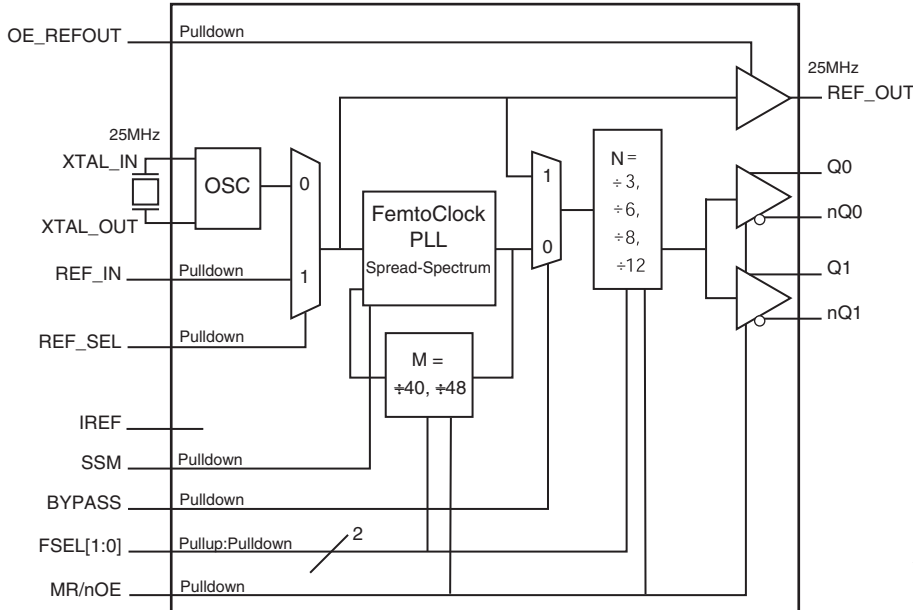 OE_REFOUT Pulldown
25MHz
REF_OUT
25MHz
XTAL_IN
OSC
XTAL_OUT
0
1
REF_IN Pulldown
REF_SEL Pulldown
FemtoClock
PLL
Spread-Spectrum
M =
÷40, ÷48
1
0
N =
÷3,
÷6,
÷8,
÷12
Q0
nQ0
Q1
nQ1
IREF
SSM Pulldown
BYPASS Pulldown
FSEL[1:0] Pullup:Pulldown 2
MR/nOE Pulldown